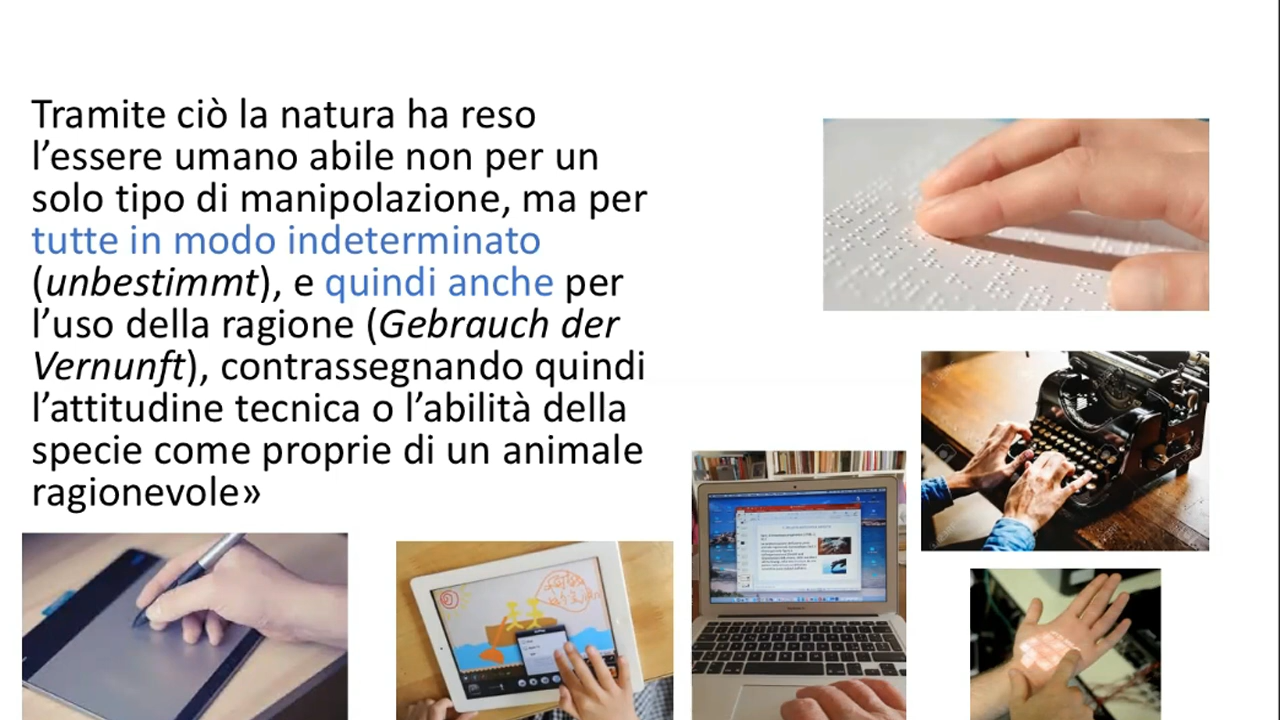 Tramite ciò la natura ha reso
l’essere umano abile non per un
solo tipo di manipolazione, ma per
tutte in modo indeterminato
(unbestimmt), e quindi anche per
l’uso della ragione (Gebrauch der
Vernunft), contrassegnando quindi
l’attitudine tecnica o l’abilità della
specie come proprie di un animale
ragionevole»